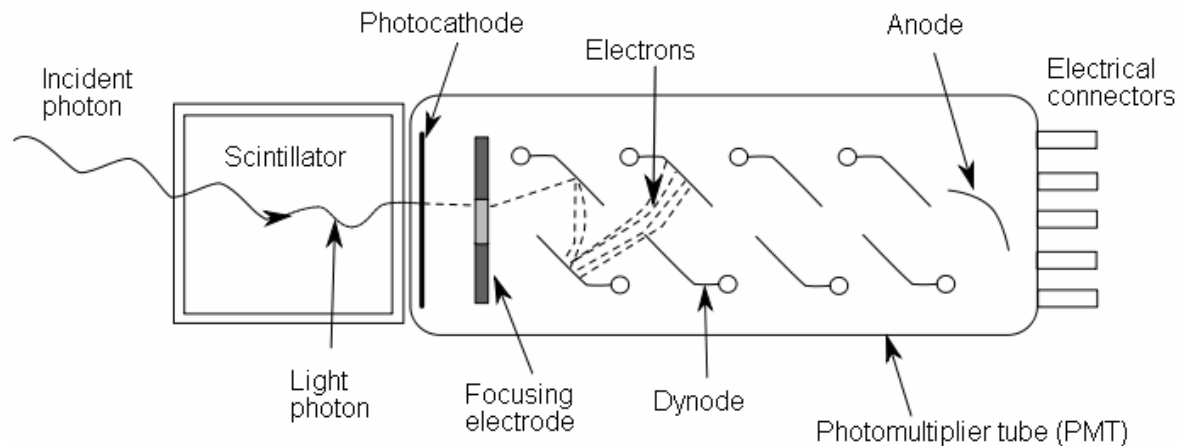 Photocathode
Electrons
Anode
Incident
photon
Electrical
connectors
Scintillator
Light
photon
Focusing
electrode
Dynode
Photomultiplier tube (PMT)